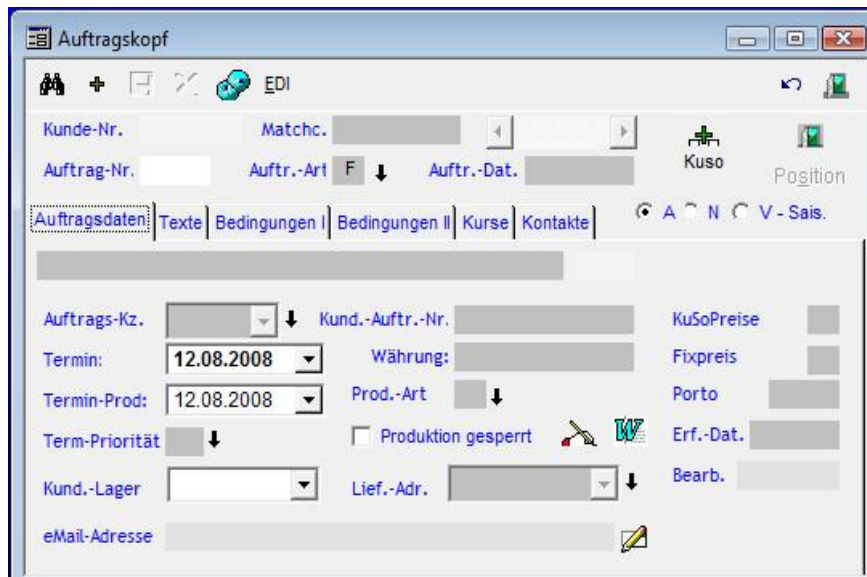 Auftragskopf
EDI
Kunde-Nr. Matchc.
Kuso
Position
Auftrag-Nr. Auftr.-Art F Auftr.-Dat.
Auftragsdaten Texte Bedingungen I Bedingungen II Kurse Kontakte A N V - Sais.
Auftrags-Kz. Kund.-Auftr.-Nr. KuSoPreise
Termin: 12.08.2008 Währung: Fixpreis
Termin-Prod: 12.08.2008 Prod.-Art Porto
Term-Priorität Produktion gesperrt W Erf.-Dat.
Kund.-Lager Lief.-Adr. Bearb.
eMail-Adresse